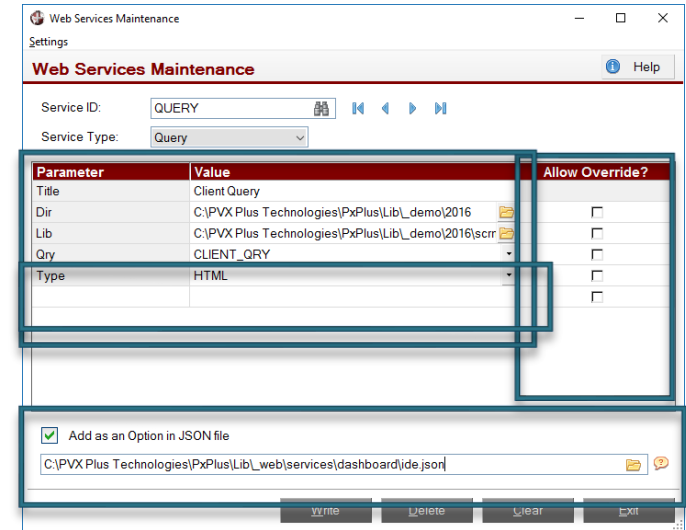 Web Services Maintenance
Settings
Web Services Maintenance
Help
Service ID: QUERY
Service Type: Query
Parameter Value Allow Override?
Title Client Query
Dir C:\PVX Plus Technologies\PxPlus\Lib\_demo\2016
Lib C:\PVX Plus Technologies\PxPlus\Lib\_demo\2016\scrr
Qry CLIENT_QRY
Type HTML
Add as an Option in JSON file
C:\PVX Plus Technologies\PxPlus\Lib\_web\services\dashboard\ide.json
Write Delete Clear Exit